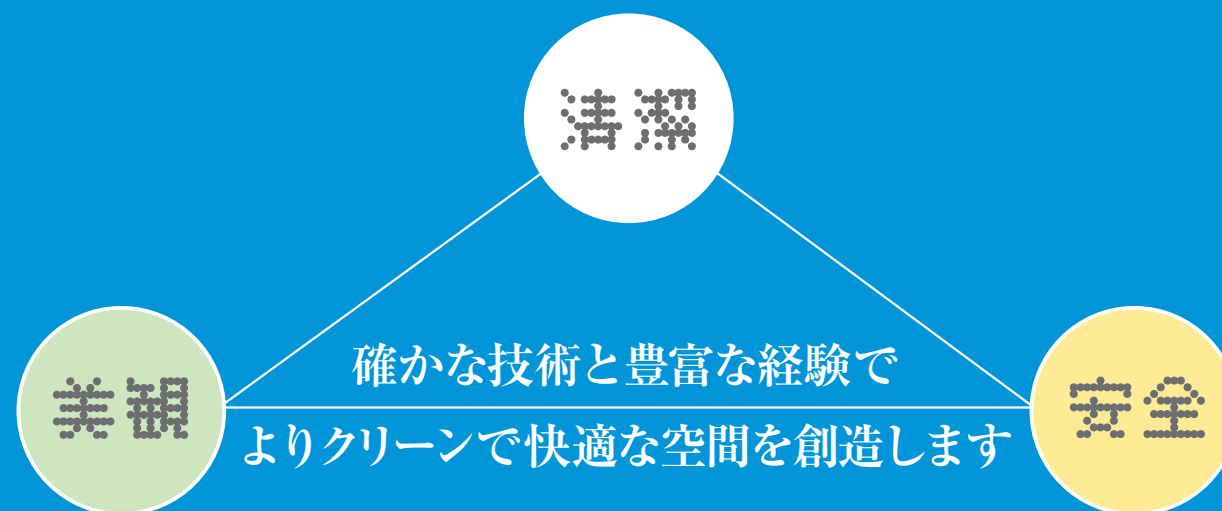 清潔
確かな技術と豊富な経験で
美観
安全
よりクリーンで快適な空間を創造します